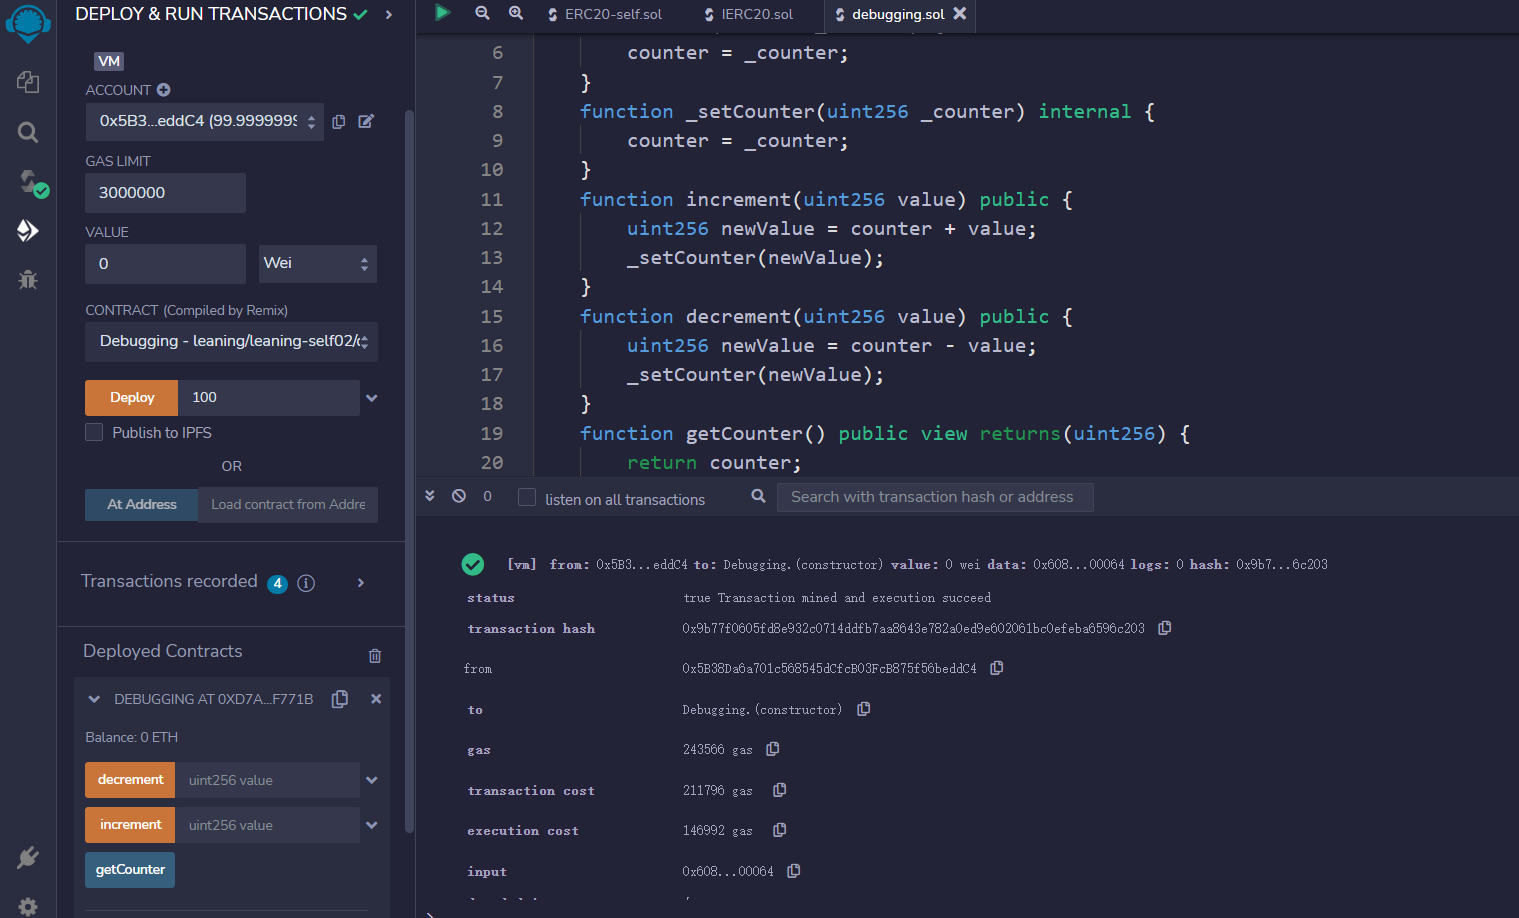 DEPLOY & RUN TRANSACTIONS
VM
ACCOUNT
0x5B3...eddC4 (99.9999999
GAS LIMIT
3000000
VALUE
0
Wei
CONTRACT (Compiled by Remix)
Debugging - leaning/leaning-self02/
Deploy
100
Publish to IPFS
OR
At Address
Load contract from Addre
Transactions recorded 4 i
Deployed Contracts
DEBUGGING AT 0XD7A...F771B
Balance: 0 ETH
decrement
uint256 value
increment
uint256 value
getCounter
ERC20-self.sol
IERC20.sol
debugging.sol
6 counter = _counter;
7 }
8 function _setCounter(uint256 _counter) internal {
9 counter = _counter;
10 }
11 function increment(uint256 value) public {
12 uint256 newValue = counter + value;
13 _setCounter(newValue);
14 }
15 function decrement(uint256 value) public {
16 uint256 newValue = counter - value;
17 _setCounter(newValue);
18 }
19 function getCounter() public view returns(uint256) {
20 return counter;
0
listen on all transactions
Search with transaction hash or address
[vm] from: 0x5B3...eddC4 to: Debugging.(constructor) value: 0 wei data: 0x608...00064 logs: 0 hash: 0x9b7...6c203
status true Transaction mined and execution succeed
transaction hash 0x9b77f0605fd8e932c0714ddfb7aa8643e782a0ed9e602061bc0efeba6596c203
from 0x5B38Da6a701c568545dCfcB03FcB875f56beddC4
to Debugging.(constructor)
gas 243566 gas
transaction cost 211796 gas
execution cost 146992 gas
input 0x608...00064